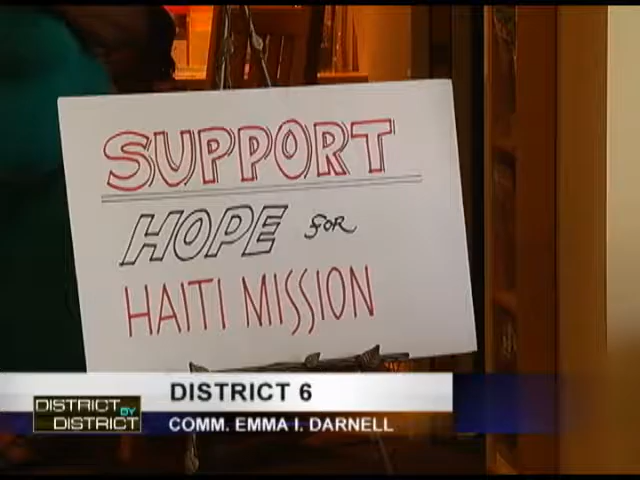 SUPPORT
HOPE for
HAITI MISSION
DISTRICT 6
DISTRICT BY DISTRICT
COMM. EMMA I. DARNELL